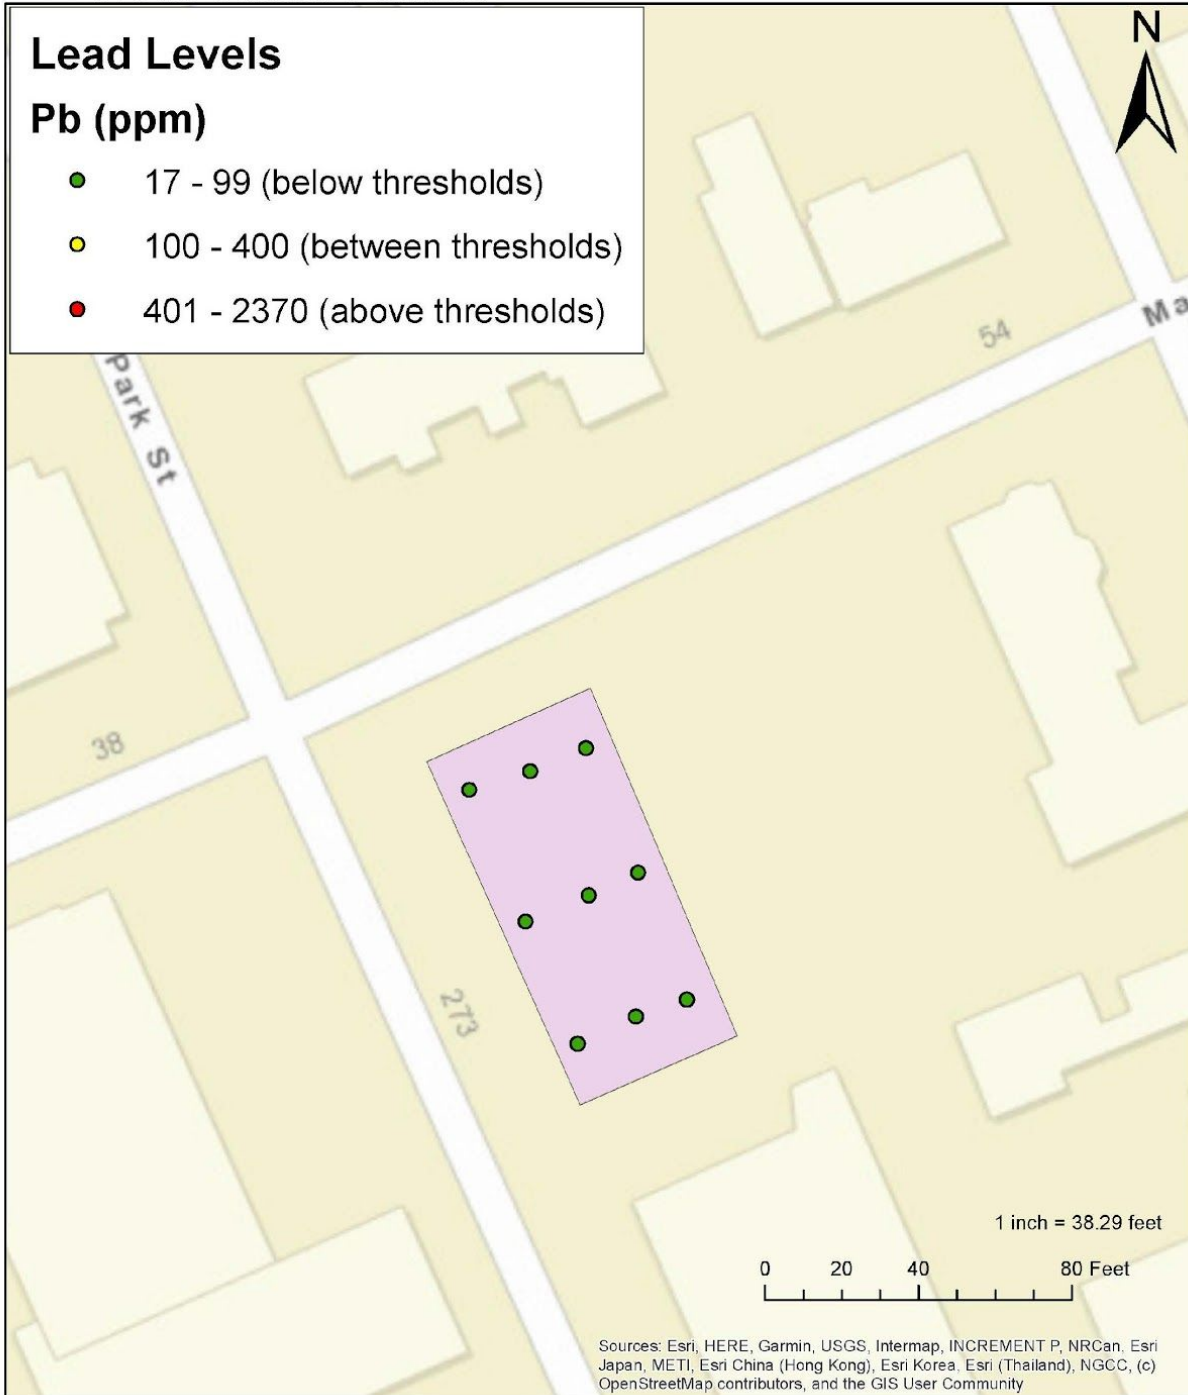 Lead Levels
Pb (ppm)
17 - 99 (below thresholds)
100 - 400 (between thresholds)
401 - 2370 (above thresholds)
N
Ma
54
Park St
38
273
1 inch = 38.29 feet
0 20 40 80 Feet
Sources: Esri, HERE, Garmin, USGS, Intermap, INCREMENT P, NRCan, Esri
Japan, METI, Esri China (Hong Kong), Esri Korea, Esri (Thailand), NGCC, (c)
OpenStreetMap contributors, and the GIS User Community